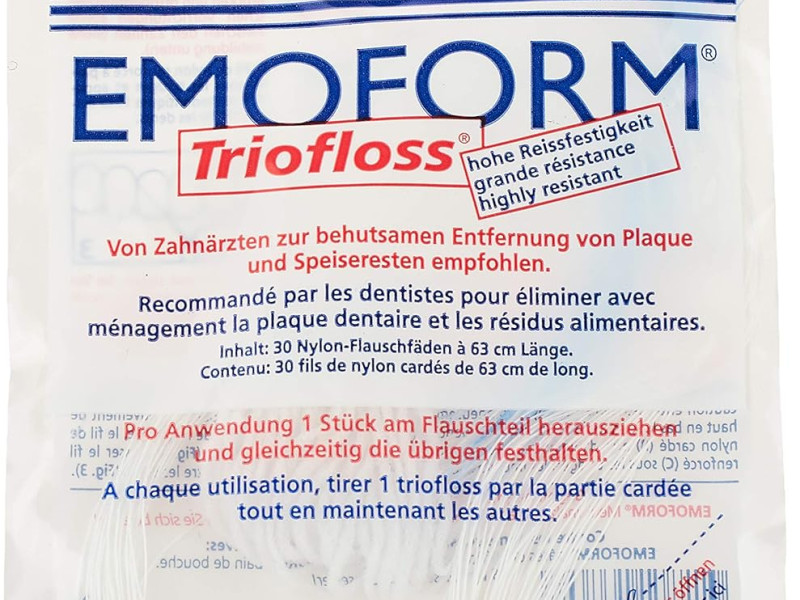 EMOFORM®
Triofloss®
hohe Reissfestigkeit
grande résistance
highly resistant
Von Zahnärzten zur behutsamen Entfernung von Plaque
und Speiseresten empfohlen.
Recommandé par les dentistes pour éliminer avec
ménagement la plaque dentaire et les résidus alimentaires.
Inhalt: 30 Nylon-Flauschfäden à 63 cm Länge.
Contenu: 30 fils de nylon cardés de 63 cm de long.
Pro Anwendung 1 Stück am Flauschteil herausziehen
und gleichzeitig die übrigen festhalten.
A chaque utilisation, tirer 1 triofloss par la partie cardée
tout en maintenant les autres.
öffnen
ici